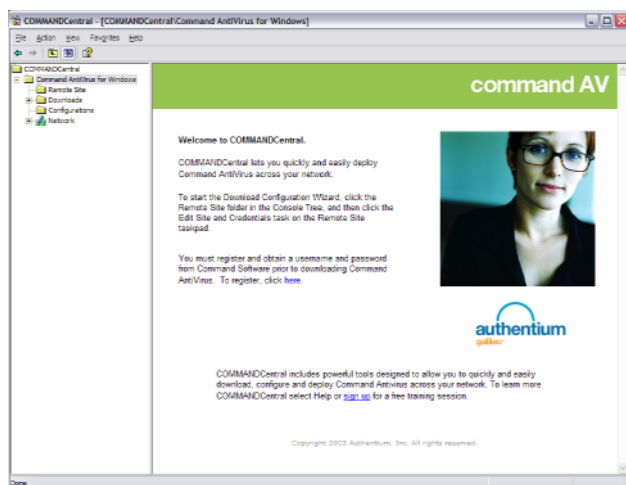 COMMANDCentral - [COMMANDCentral\Command AntiVirus for Windows]
File Action View Favorites Help
COMMANDCentral
Command AntiVirus for Windows
Remote Site
Downloads
Configurations
Network
command AV
Welcome to COMMANDCentral.
COMMANDCentral lets you quickly and easily deploy
Command AntiVirus across your network.
To start the Download Configuration Wizard, click the
Remote Site folder in the Console Tree, and then click the
Edit Site and Credentials task on the Remote Site
taskpad.
You must register and obtain a username and password
from Command Software prior to downloading Command
AntiVirus. To register, click here.
authentium
galileo
COMMANDCentral includes powerful tools designed to allow you to quickly and easily
download, configure and deploy Command Antivirus across your network. To learn more
COMMANDCentral select Help or sign up for a free training session.
Copyright 2003 Authentium, Inc. All rights reserved.
Done